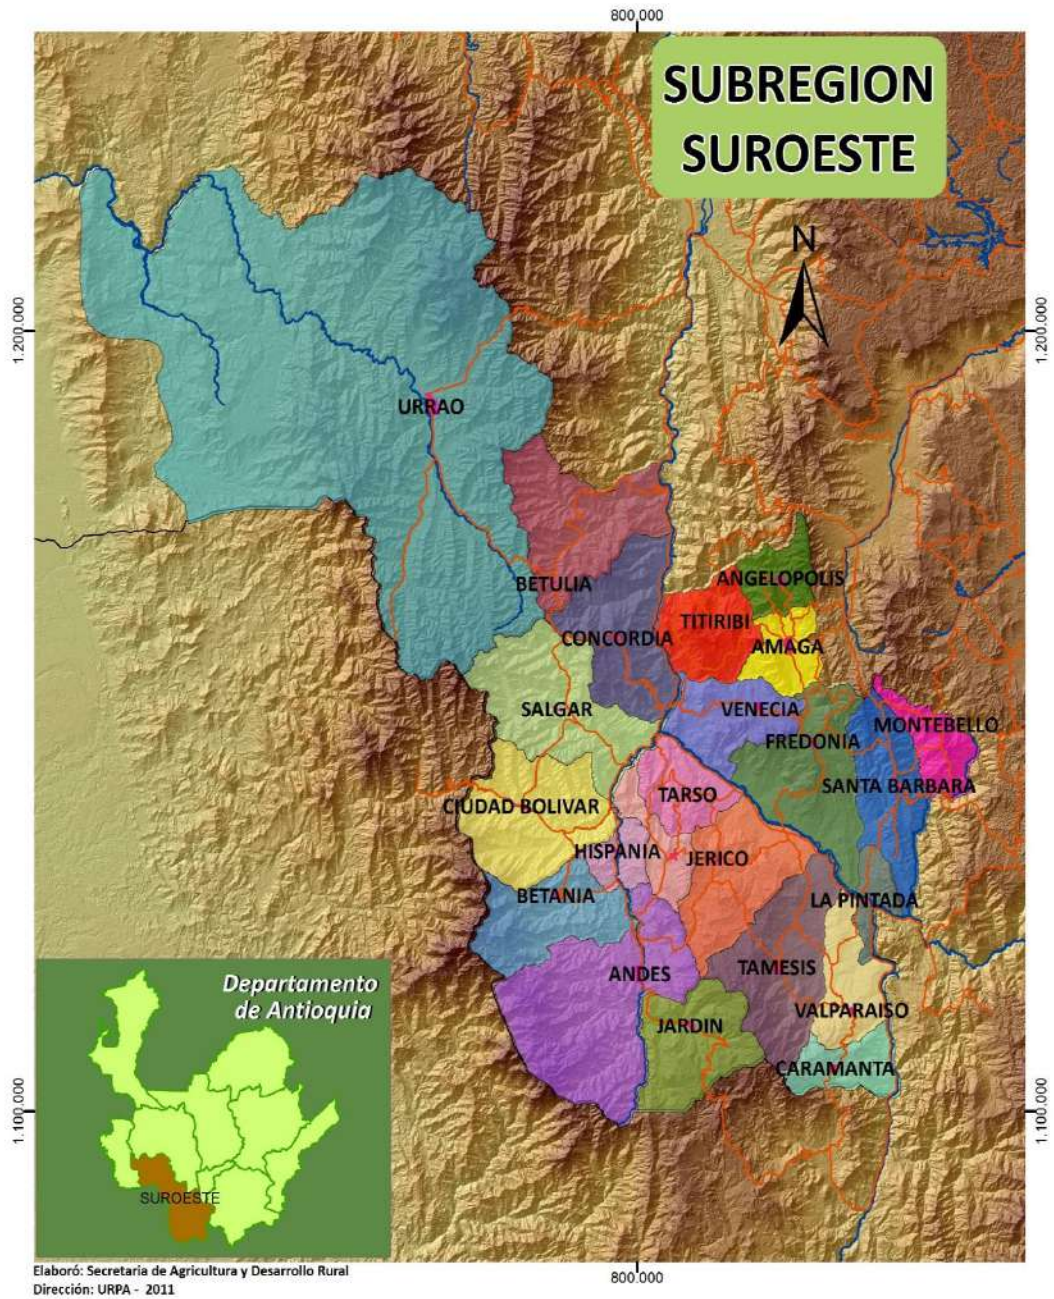 800.000
SUBREGION
SUROESTE
N
1.200.000
1.200.000
URRAO
BETULIA
ANGELOPOLIS
TITIRIBI
CONCORDIA
AMAGA
SALGAR
VENECIA
MONTEBELLO
FREDONIA
SANTA BARBARA
TARSO
CIUDAD BOLIVAR
HISPANIA
JERICO
BETANIA
LA PINTADA
ANDES
TAMESIS
VALPARAISO
JARDIN
CARAMANTA
Departamento
de Antioquia
SUROESTE
1.100.000
1.100.000
Elaboró: Secretaria de Agricultura y Desarrollo Rural
Dirección: URPA - 2011
800.000